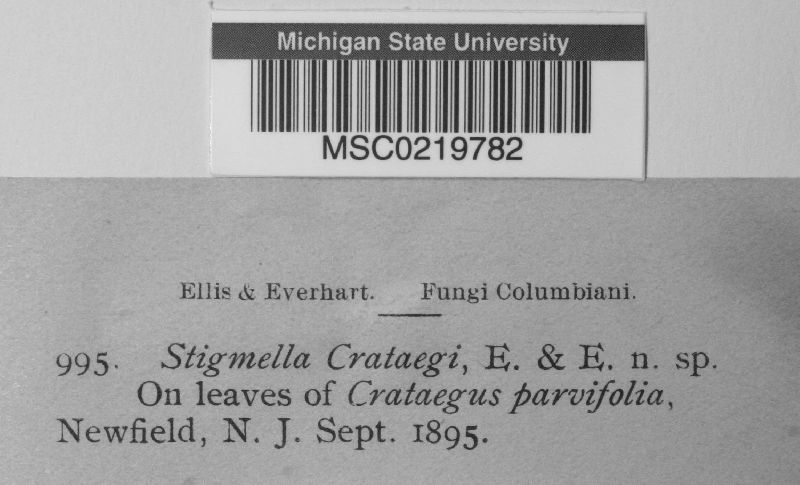 Michigan State University
MSC0219782
Ellis & Everhart. Fungi Columbiani.
995. Stigmella Crataegi, E. & E. n. sp.
On leaves of Crataegus parvifolia,
Newfield, N. J. Sept. 1895.